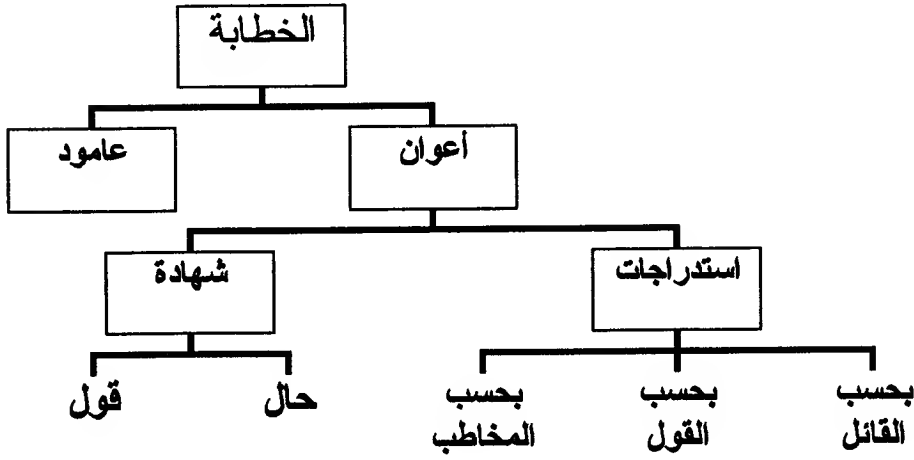 الخطابة
أعوان
عامود
استدراجات
شهادة
بحسب
القائل
بحسب
القول
بحسب
المخاطب
حال
قول